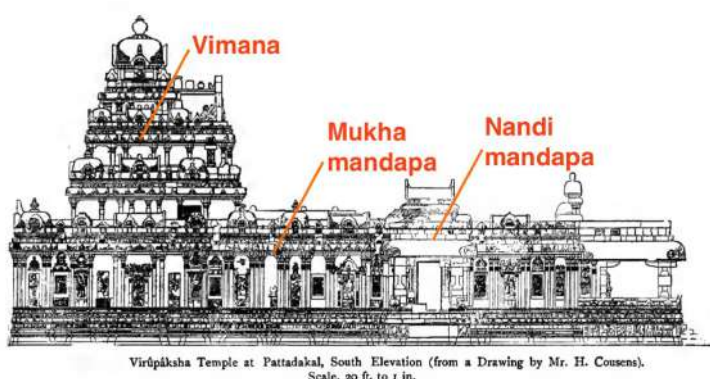 Vimana
Mukha
mandapa
Nandi
mandapa
Virûpâksha Temple at Pattadakal, South Elevation (from a Drawing by Mr. H. Cousens).
Scale, 20 ft. to 1 in.